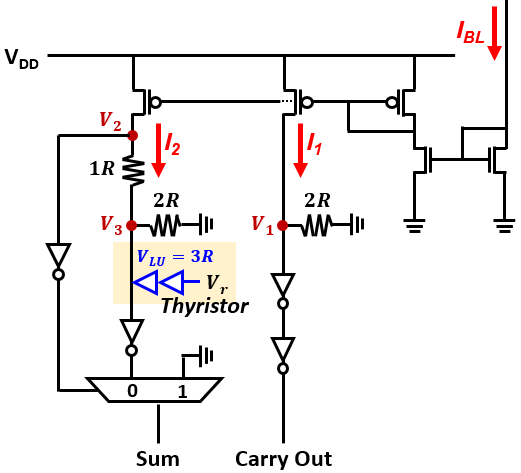 I_BL
V_DD
V_2
I_2
I_1
1R
2R
2R
V_3
V_1
V_LU = 3R
V_r
Thyristor
0 1
Sum
Carry Out